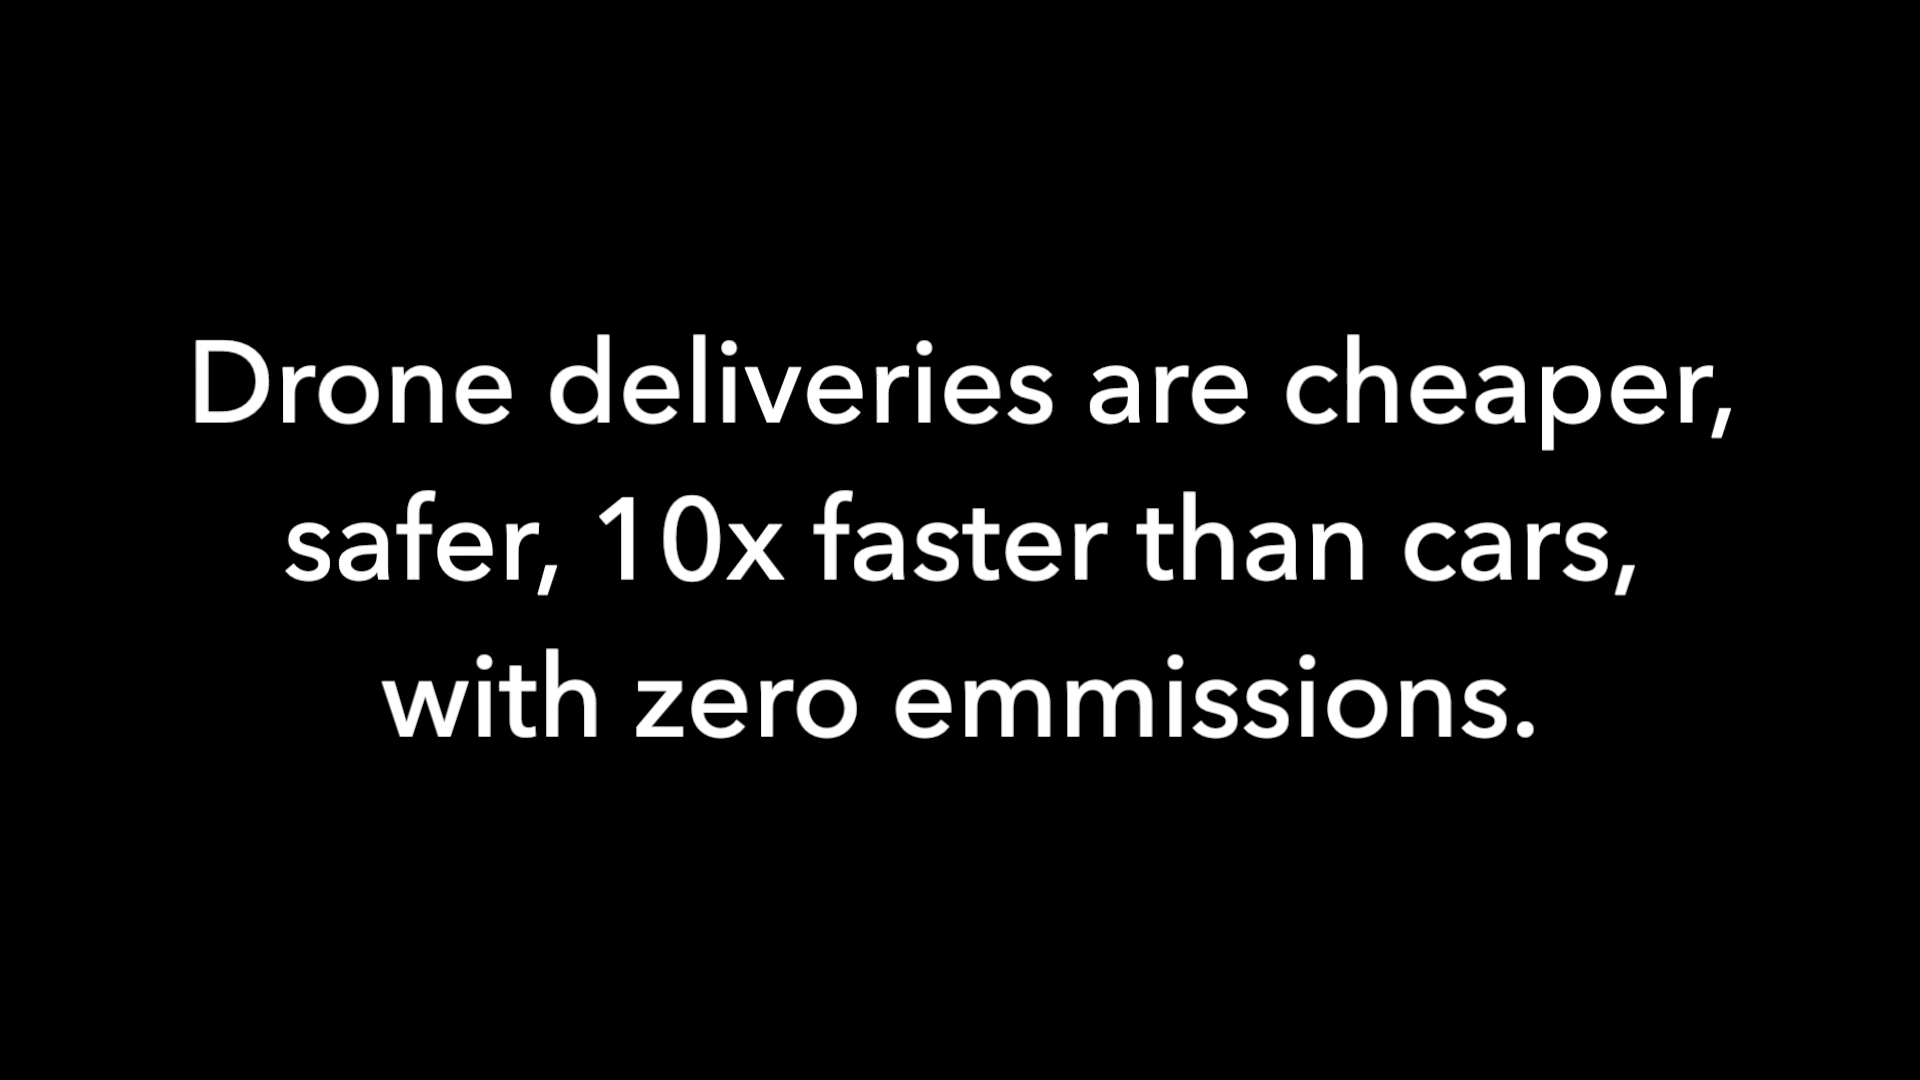 Drone deliveries are cheaper,
safer, 10x faster than cars,
with zero emmissions.